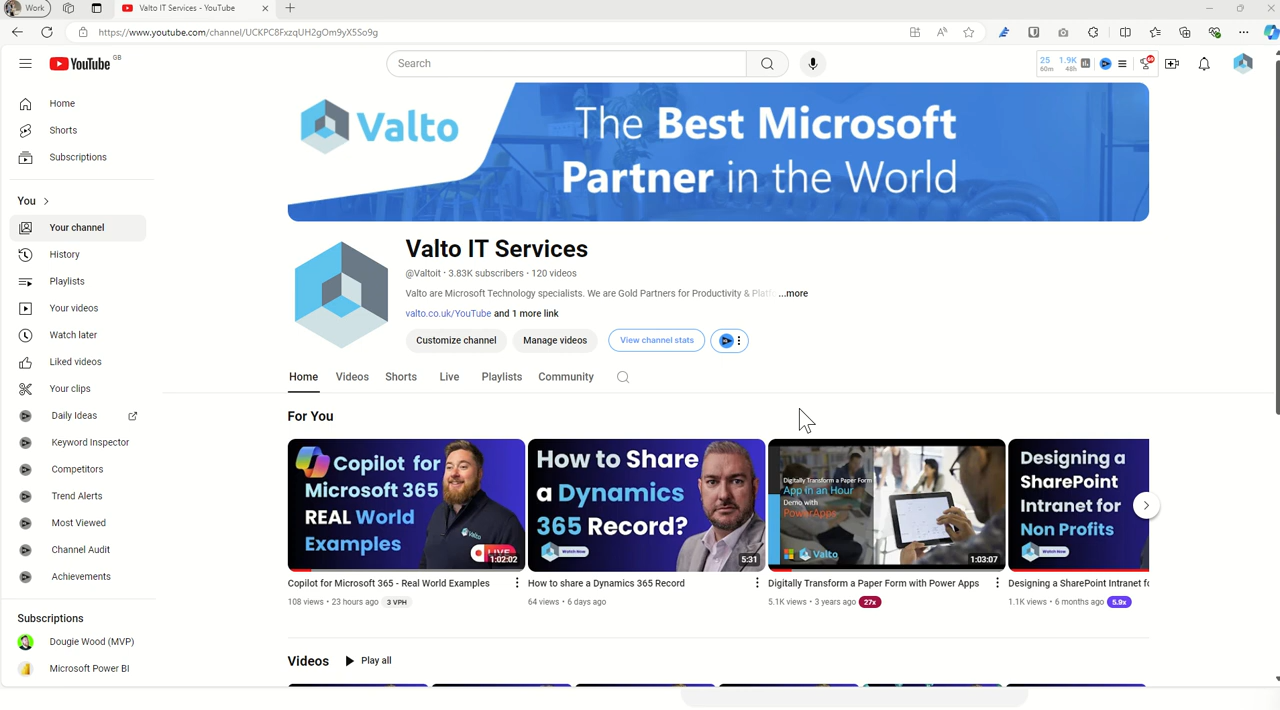 Work
Valto IT Services - YouTube
https://www.youtube.com/channel/UCKPC8FxzqUH2gOm9yX5So9g
YouTube GB
Search
25 1.9K
60m 48h
Home
Shorts
Subscriptions
You
Your channel
History
Playlists
Your videos
Watch later
Liked videos
Your clips
Daily Ideas
Keyword Inspector
Competitors
Trend Alerts
Most Viewed
Channel Audit
Achievements
Subscriptions
Dougie Wood (MVP)
Microsoft Power BI
Valto
The Best Microsoft
Partner in the World
Valto IT Services
@Valtoit · 3.83K subscribers · 120 videos
Valto are Microsoft Technology specialists. We are Gold Partners for Productivity & Platf ...more
valto.co.uk/YouTube and 1 more link
Customize channel
Manage videos
View channel stats
Home
Videos
Shorts
Live
Playlists
Community
For You
Copilot for
Microsoft 365
REAL World
Examples
LIVE
1:02:02
Copilot for Microsoft 365 - Real World Examples
108 views · 23 hours ago 3 VPH
How to Share
a Dynamics
365 Record?
Watch Now
5:31
How to share a Dynamics 365 Record
64 views · 6 days ago
Digitally Transform a Paper Form
App in an Hour
Demo with
PowerApps
Valto
1:03:07
Digitally Transform a Paper Form with Power Apps
5.1K views · 3 years ago 27x
Designing a
SharePoint
Intranet for
Non Profits
Watch Now
Designing a SharePoint Intranet fo
1.1K views · 6 months ago 5.9x
Videos
Play all